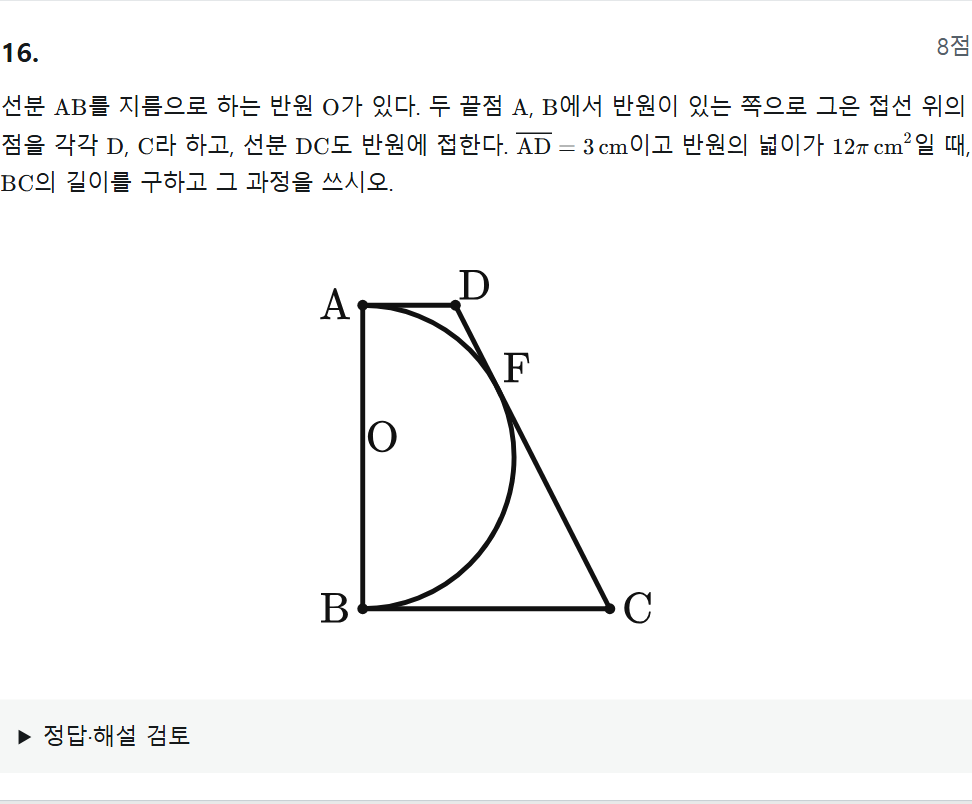 16.
8점
선분 AB를 지름으로 하는 반원 O가 있다. 두 끝점 A, B에서 반원이 있는 쪽으로 그은 접선 위의
점을 각각 D, C라 하고, 선분 DC도 반원에 접한다. $\overline{AD}$ = 3 cm이고 반원의 넓이가 12π cm²일 때,
BC의 길이를 구하고 그 과정을 쓰시오.
D
A
F
O
B
C
▶ 정답·해설 검토